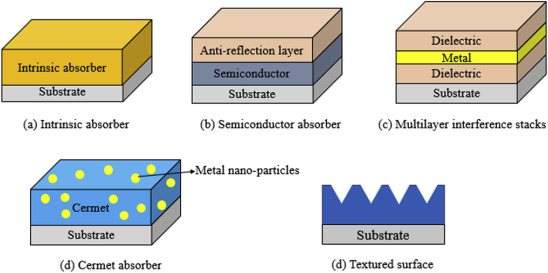 Intrinsic absorber
Substrate
(a) Intrinsic absorber
Anti-reflection layer
Semiconductor
Substrate
(b) Semiconductor absorber
Dielectric
Metal
Dielectric
Substrate
(c) Multilayer interference stacks
Metal nano-particles
Cermet
Substrate
(d) Cermet absorber
Substrate
(d) Textured surface